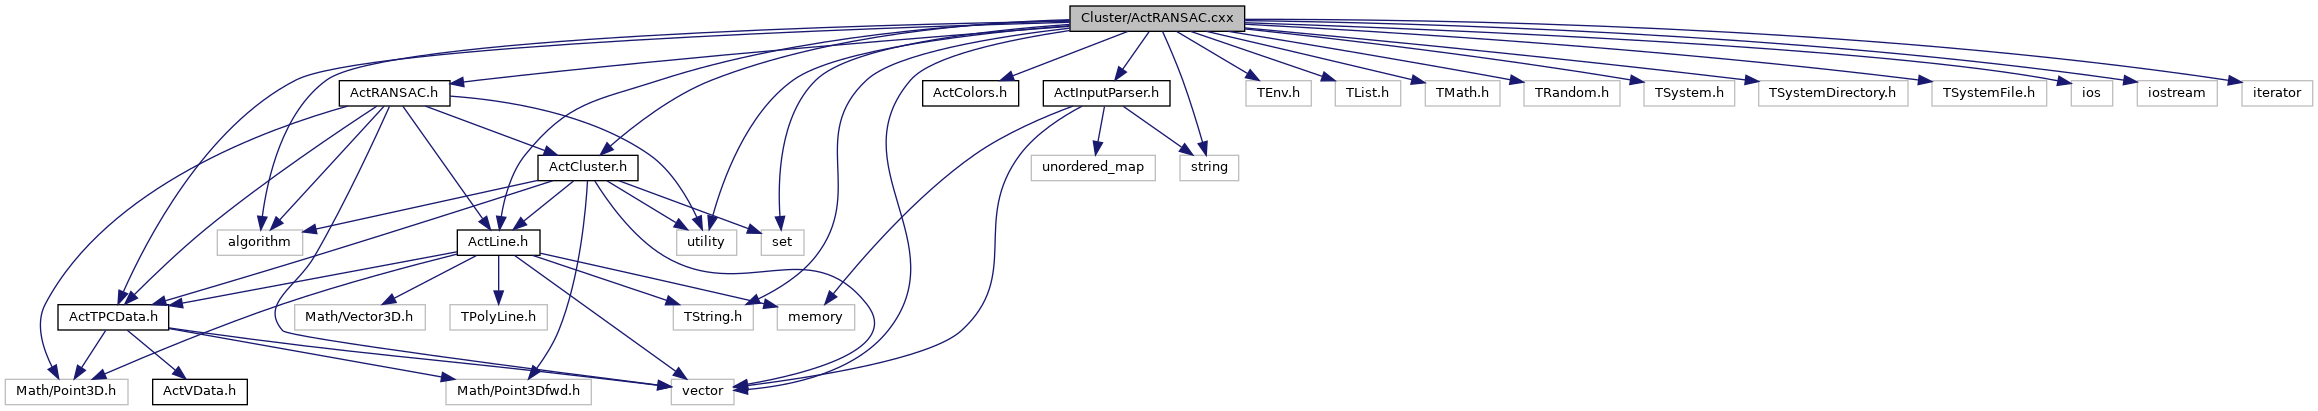 Cluster/ActRANSAC.cxx
ActRANSAC.h
ActColors.h
ActInputParser.h
TEnv.h
TList.h
TMath.h
TRandom.h
TSystem.h
TSystemDirectory.h
TSystemFile.h
ios
iostream
iterator
ActCluster.h
unordered_map
string
algorithm
ActLine.h
utility
set
ActTPCData.h
Math/Vector3D.h
TPolyLine.h
TString.h
memory
Math/Point3D.h
ActVData.h
Math/Point3Dfwd.h
vector